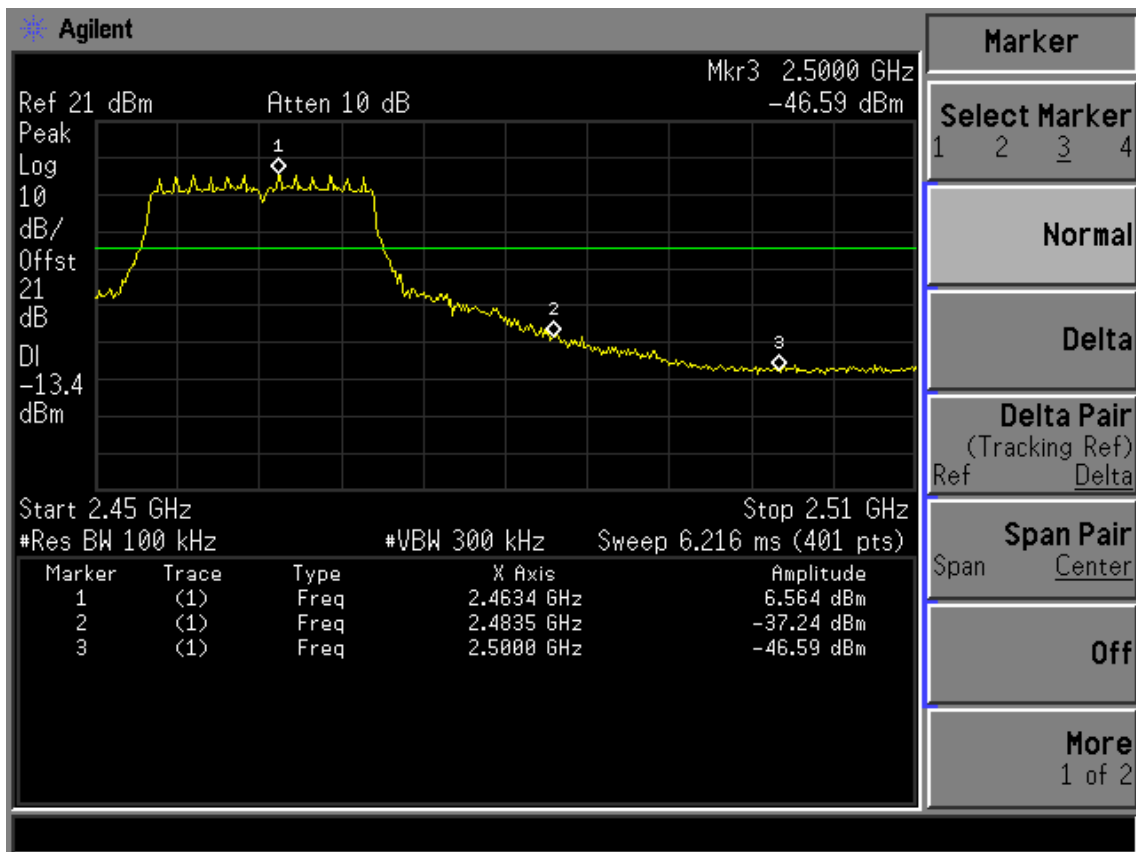 Agilent
Marker
Mkr3 2.5000 GHz
Ref 21 dBm Atten 10 dB -46.59 dBm
Peak
Log
10
dB/
Offst
21
dB
DI
-13.4
dBm
1
2
3
Start 2.45 GHz Stop 2.51 GHz
#Res BW 100 kHz #VBW 300 kHz Sweep 6.216 ms (401 pts)
Marker Trace Type X Axis Amplitude
1 (1) Freq 2.4634 GHz 6.564 dBm
2 (1) Freq 2.4835 GHz -37.24 dBm
3 (1) Freq 2.5000 GHz -46.59 dBm
Select Marker
1 2 3 4
Normal
Delta
Delta Pair
(Tracking Ref)
Ref Delta
Span Pair
Span Center
Off
More
1 of 2